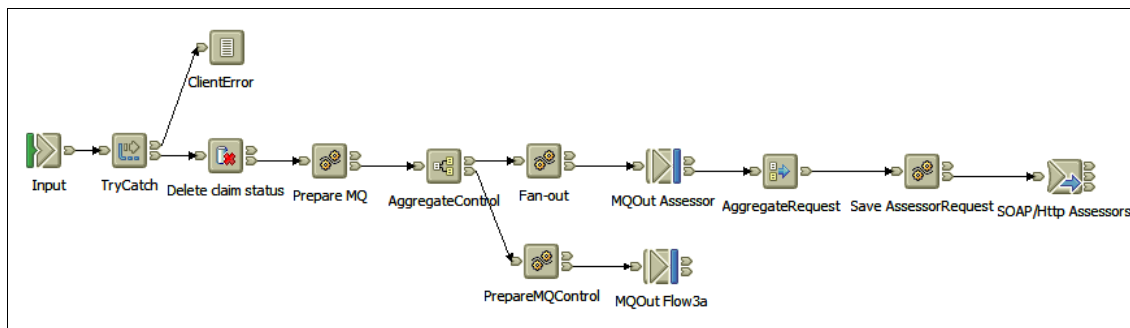 ClientError
Input
TryCatch
Delete claim status
Prepare MQ
AggregateControl
Fan-out
MQOut Assessor
AggregateRequest
Save AssessorRequest
SOAP/Http Assessors
PrepareMQControl
MQOut Flow3a